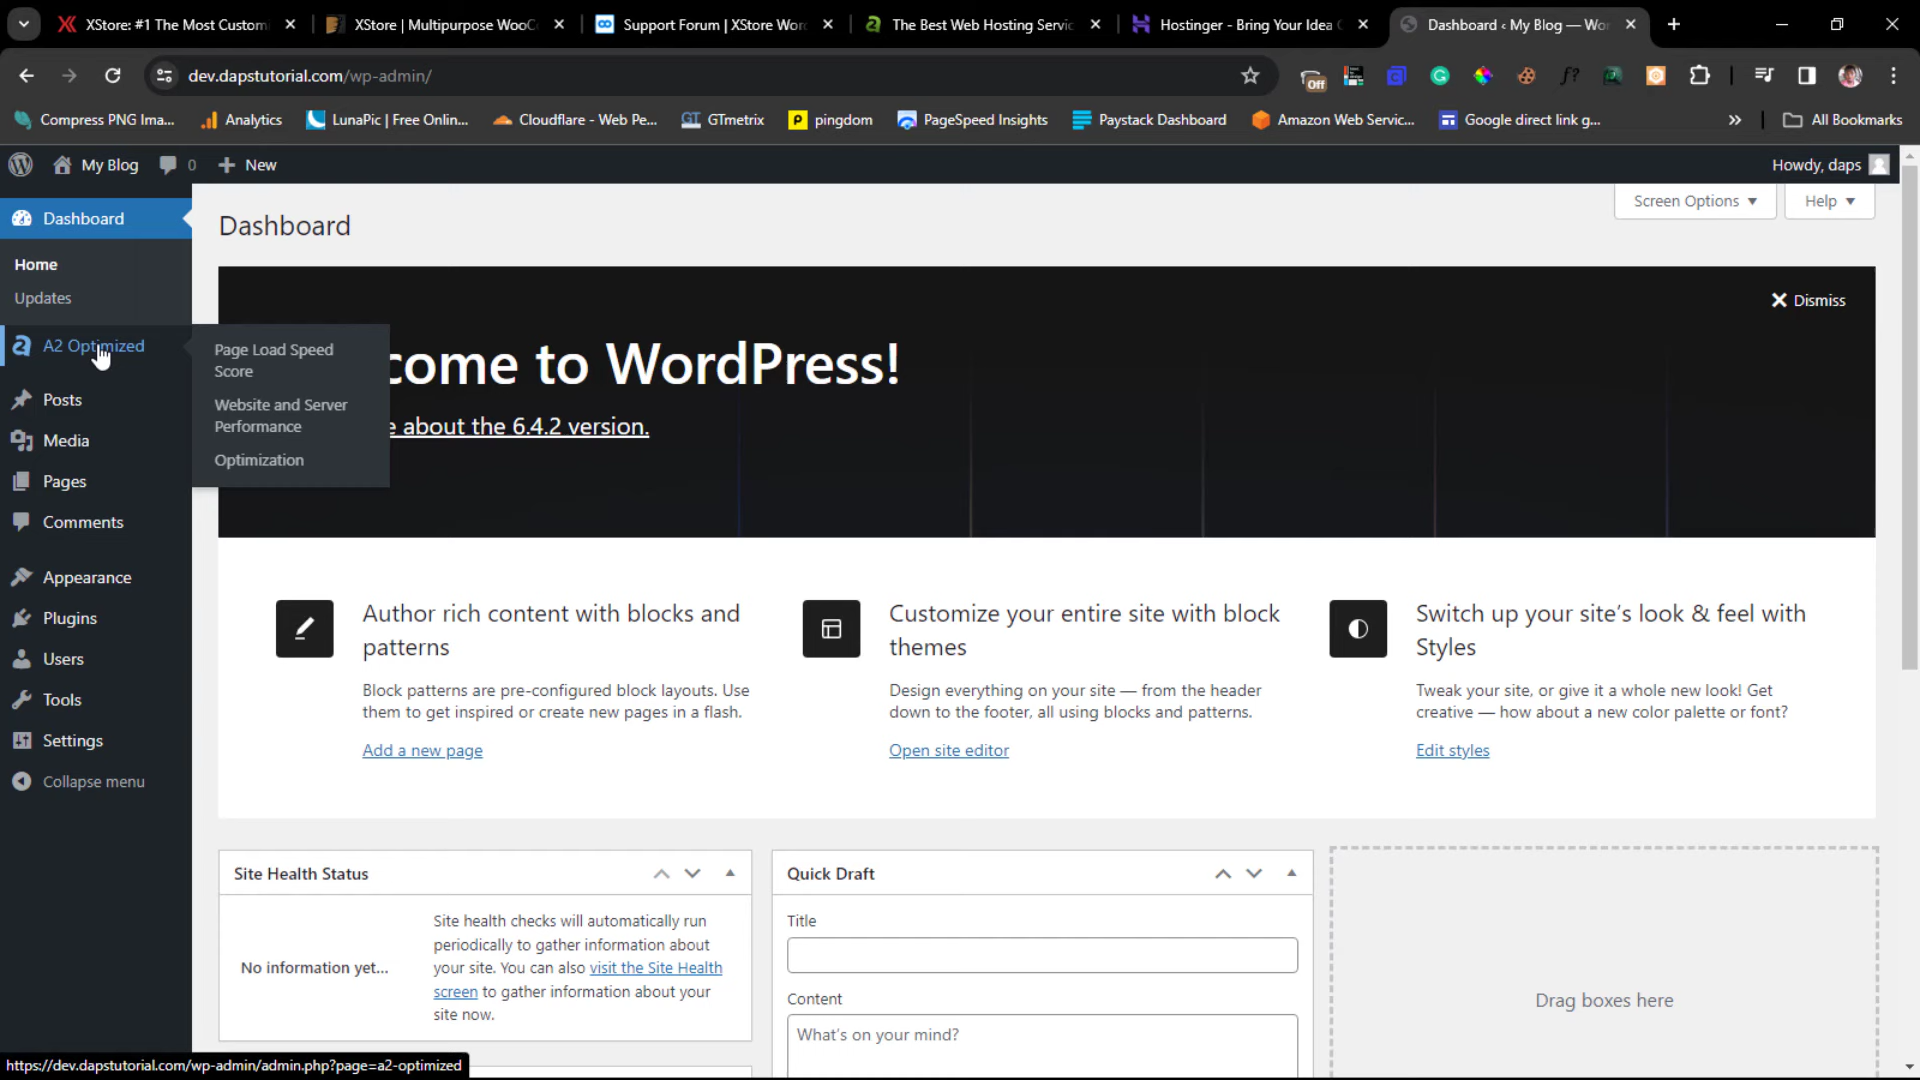 XStore: #1 The Most Custom
XStore | Multipurpose WooC
Support Forum | XStore Wor
The Best Web Hosting Servic
Hostinger - Bring Your Idea O
Dashboard ‹ My Blog — Wor
dev.dapstutorial.com/wp-admin/
Off
f?
Compress PNG Ima...
Analytics
LunaPic | Free Onlin...
Cloudflare - Web Pe...
GTmetrix
pingdom
PageSpeed Insights
Paystack Dashboard
Amazon Web Servic...
Google direct link g...
»
All Bookmarks
My Blog
0
New
Howdy, daps
Dashboard
Home
Updates
A2 Optimized
Posts
Media
Pages
Comments
Appearance
Plugins
Users
Tools
Settings
Collapse menu
Page Load Speed
Score
Website and Server
Performance
Optimization
Dashboard
Screen Options
Help
Dismiss
come to WordPress!
e about the 6.4.2 version.
Author rich content with blocks and
patterns
Block patterns are pre-configured block layouts. Use
them to get inspired or create new pages in a flash.
Add a new page
Customize your entire site with block
themes
Design everything on your site — from the header
down to the footer, all using blocks and patterns.
Open site editor
Switch up your site’s look & feel with
Styles
Tweak your site, or give it a whole new look! Get
creative — how about a new color palette or font?
Edit styles
Site Health Status
No information yet...
Site health checks will automatically run
periodically to gather information about
your site. You can also visit the Site Health
screen to gather information about your
site now.
Quick Draft
Title
Content
What’s on your mind?
Drag boxes here
https://dev.dapstutorial.com/wp-admin/admin.php?page=a2-optimized